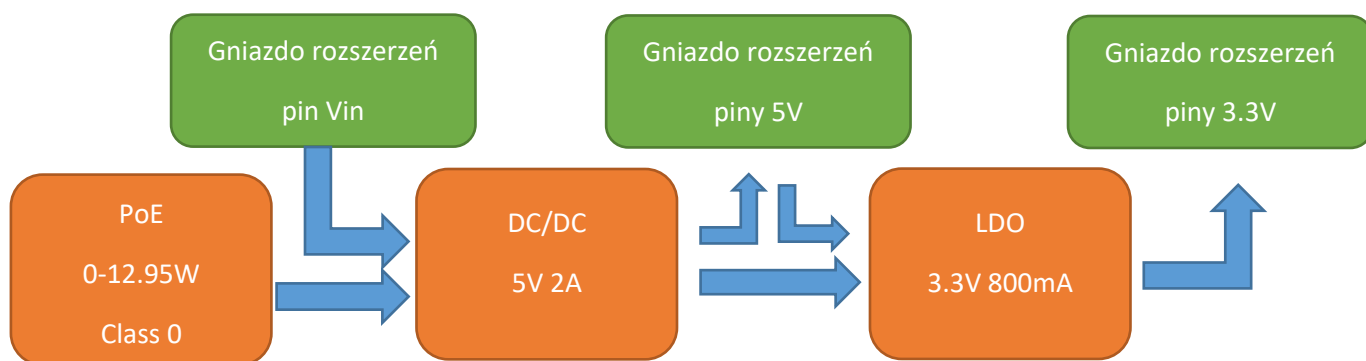 Gniazdo rozszerzeń
pin Vin
Gniazdo rozszerzeń
piny 5V
Gniazdo rozszerzeń
piny 3.3V
PoE
0-12.95W
Class 0
DC/DC
5V 2A
LDO
3.3V 800mA